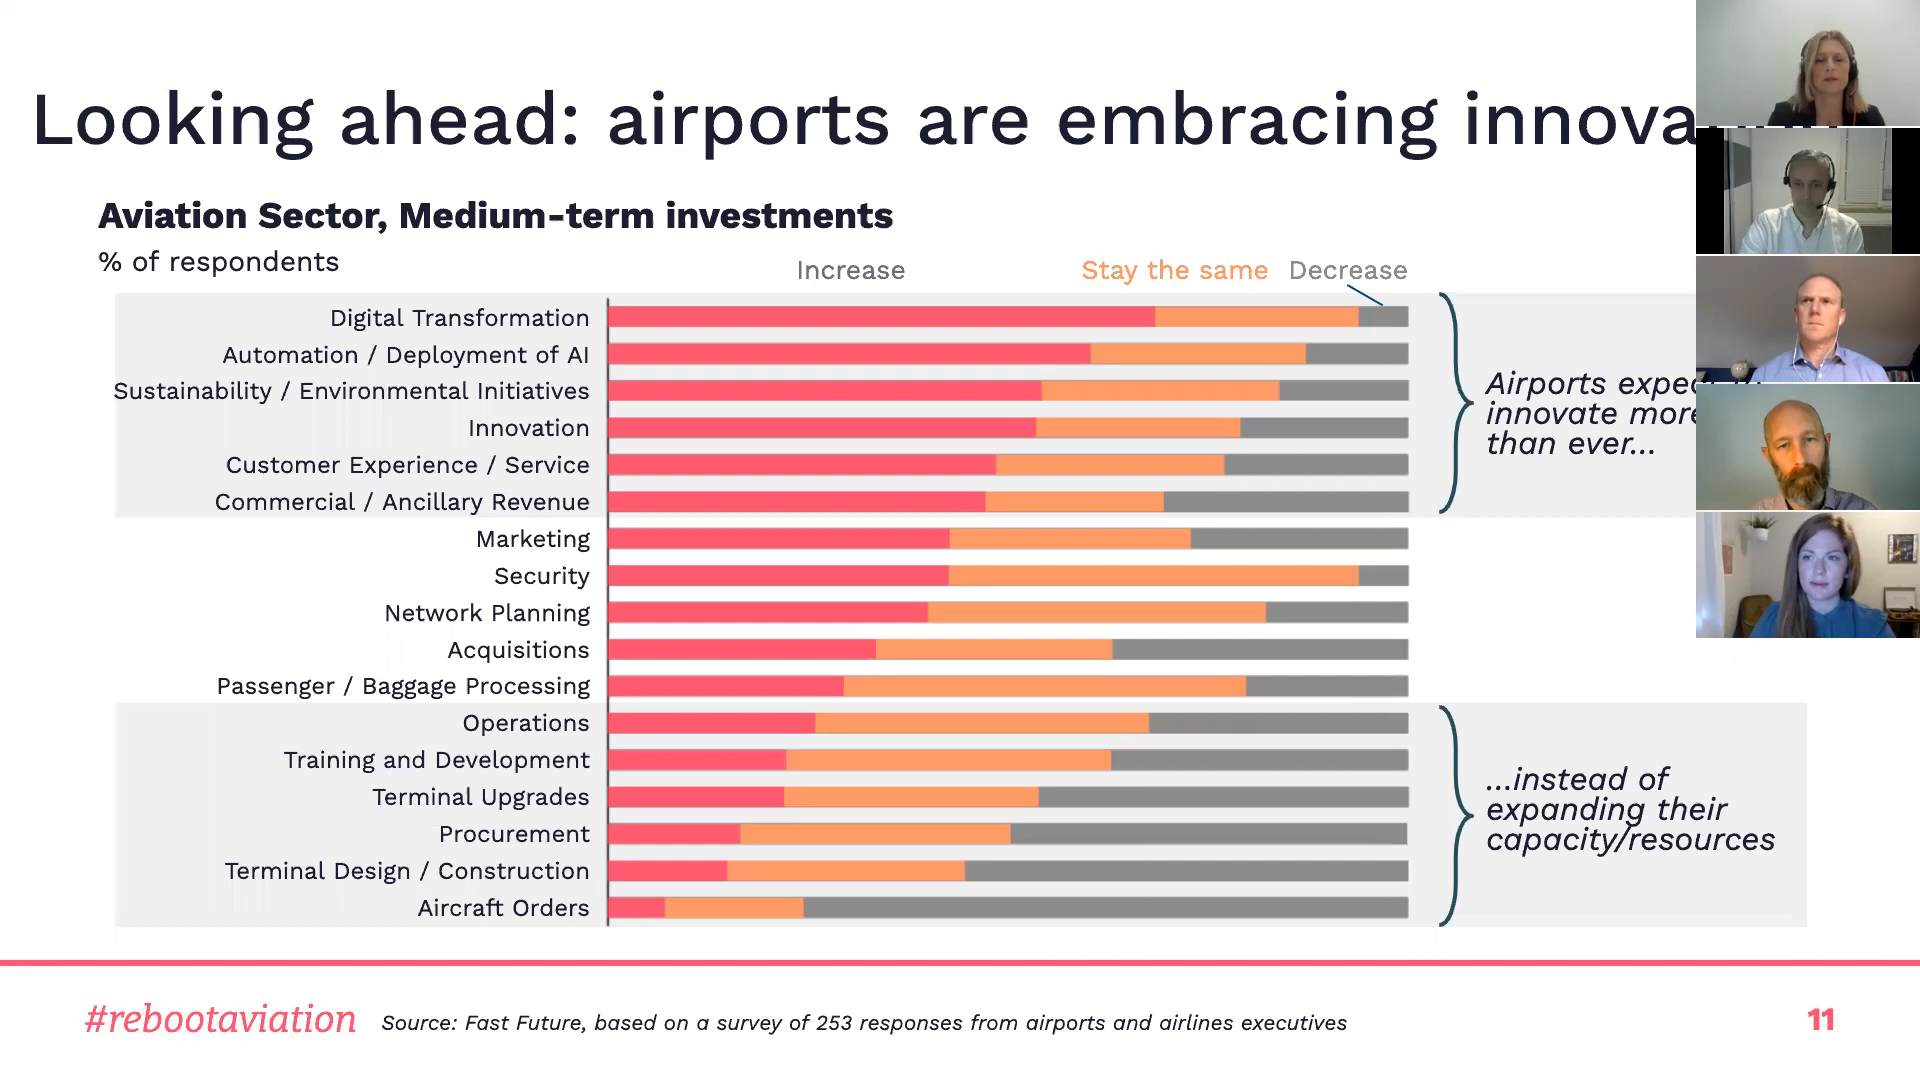 Looking ahead: airports are embracing
Aviation Sector, Medium-term investments
% of respondents
Increase Stay the same Decrease
Digital Transformation
Automation / Deployment of AI
Sustainability / Environmental Initiatives
Innovation
Customer Experience / Service
Commercial / Ancillary Revenue
Marketing
Security
Network Planning
Acquisitions
Passenger / Baggage Processing
Operations
Training and Development
Terminal Upgrades
Procurement
Terminal Design / Construction
Aircraft Orders
Airports
innovate more
than ever...
...instead of
expanding their
capacity/resources
#rebootaviation
Source: Fast Future, based on a survey of 253 responses from airports and airlines executives
11